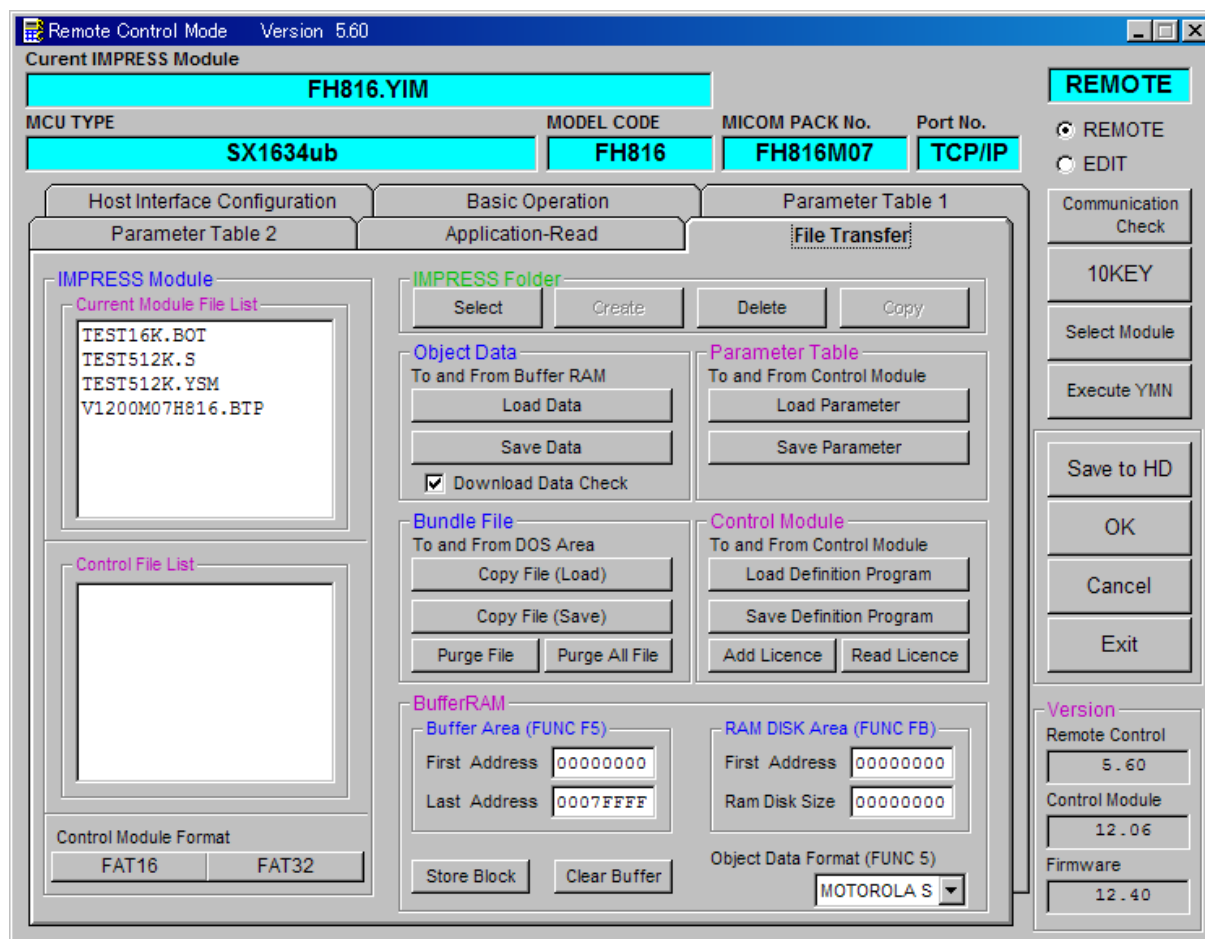 Remote Control Mode Version 5.60
Curent IMPRESS Module
FH816.YIM
REMOTE
MCU TYPE MODEL CODE MICOM PACK No. Port No.
SX1634ub FH816 FH816M07 TCP/IP
REMOTE
EDIT
Host Interface Configuration Basic Operation Parameter Table 1
Parameter Table 2 Application-Read File Transfer
Communication
Check
10KEY
Select Module
Execute YMN
Save to HD
OK
Cancel
Exit
IMPRESS Module
Current Module File List
TEST16K.BOT
TEST512K.S
TEST512K.YSM
V1200M07H816.BTP
Control File List
Control Module Format
FAT16 FAT32
IMPRESS Folder
Select Create Delete Copy
Object Data
To and From Buffer RAM
Load Data
Save Data
Download Data Check
Parameter Table
To and From Control Module
Load Parameter
Save Parameter
Bundle File
To and From DOS Area
Copy File (Load)
Copy File (Save)
Purge File Purge All File
Control Module
To and From Control Module
Load Definition Program
Save Definition Program
Add Licence Read Licence
BufferRAM
Buffer Area (FUNC F5)
First Address 00000000
Last Address 0007FFFF
RAM DISK Area (FUNC FB)
First Address 00000000
Ram Disk Size 00000000
Store Block Clear Buffer
Object Data Format (FUNC 5)
MOTOROLA S
Version
Remote Control
5.60
Control Module
12.06
Firmware
12.40